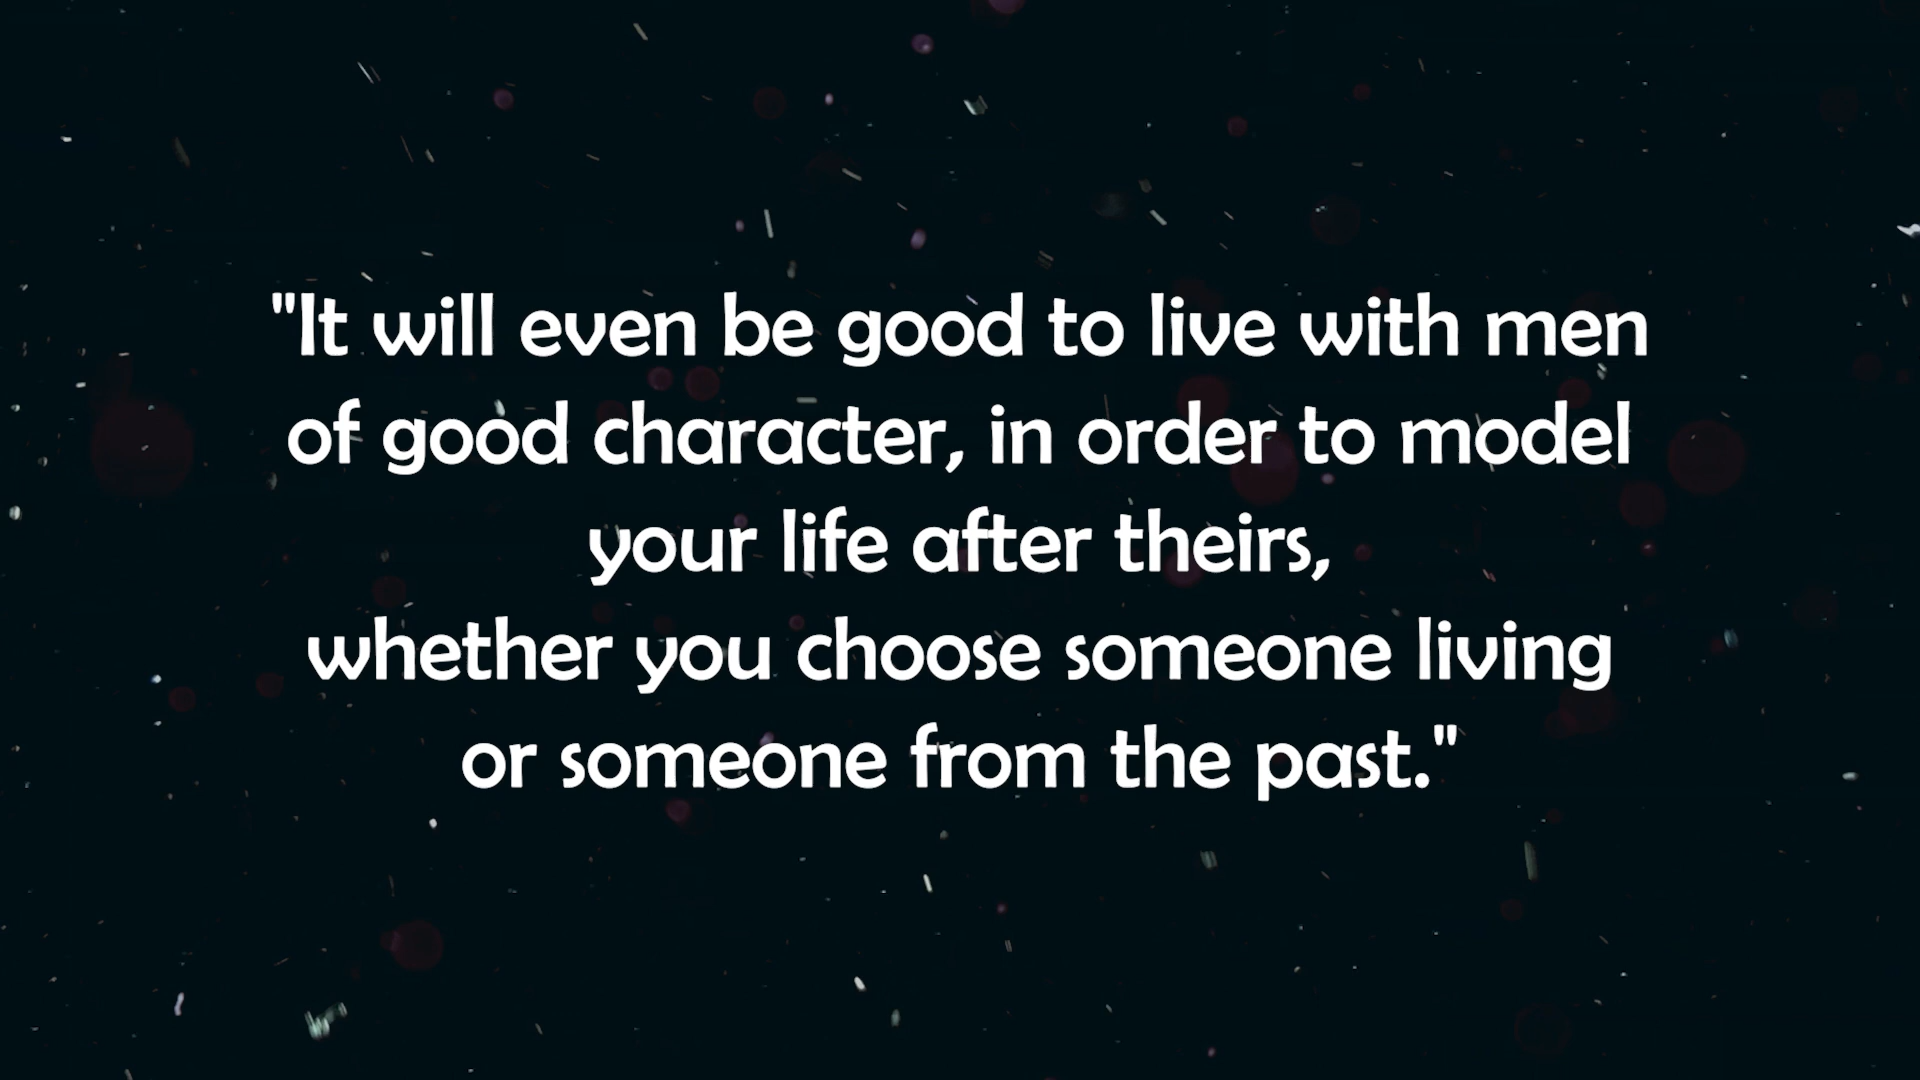 "It will even be good to live with men
of good character, in order to model
your life after theirs,
whether you choose someone living
or someone from the past."